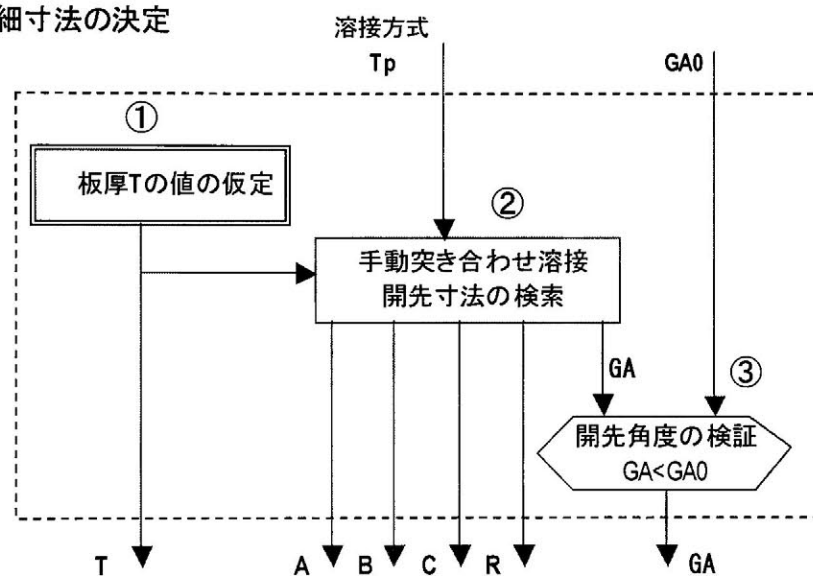 細寸法の決定
溶接方式
Tp
GA0
①
板厚Tの値の仮定
②
手動突き合わせ溶接
開先寸法の検索
GA
③
開先角度の検証
GA<GA0
T
A
B
C
R
GA